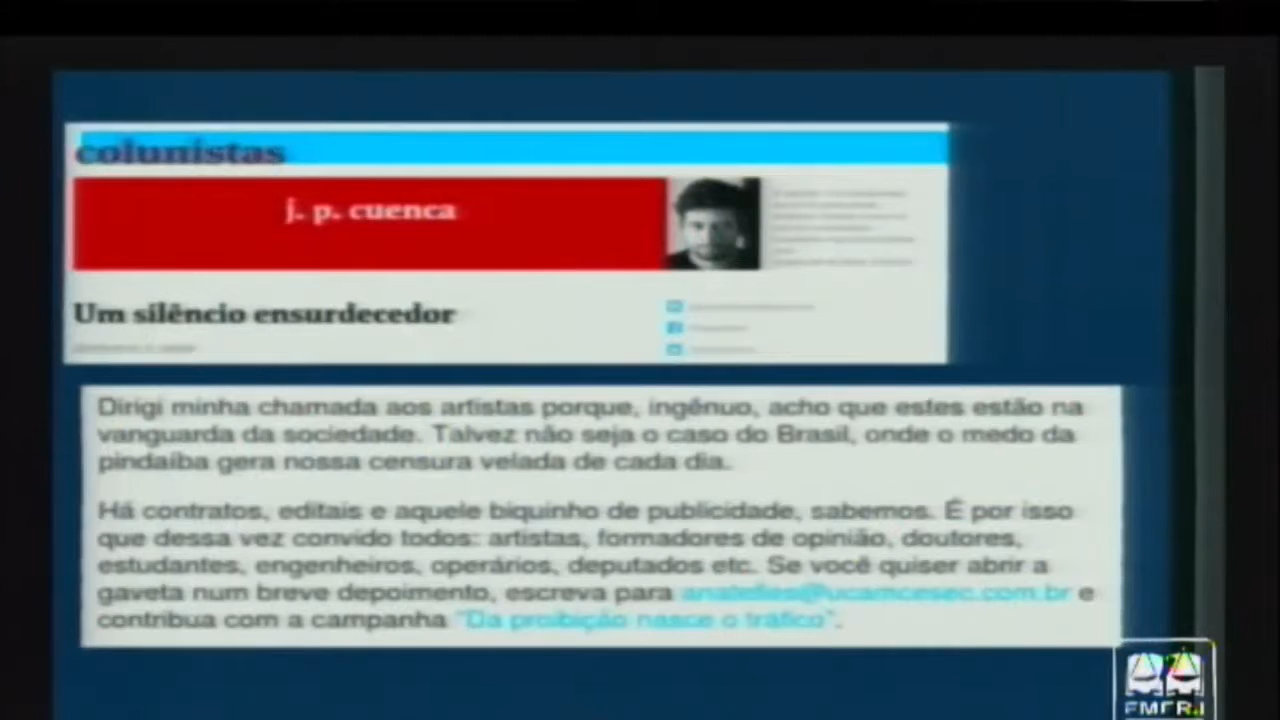 colunistas
j. p. cuenca
Um silêncio ensurdecedor
Dirigi minha chamada aos artistas porque, ingênuo, acho que estes estão na
vanguarda da sociedade. Talvez não seja o caso do Brasil, onde o medo da
pindaíba gera nossa censura velada de cada dia.
Há contratos, editais e aquele biquinho de publicidade, sabemos. É por isso
que dessa vez convido todos: artistas, formadores de opinião, doutores,
estudantes, engenheiros, operários, deputados etc. Se você quiser abrir a
gaveta num breve depoimento, escreva para anatelles@ucamcesec.com.br e
contribua com a campanha "Da proibição nasce o tráfico".
EMERJ